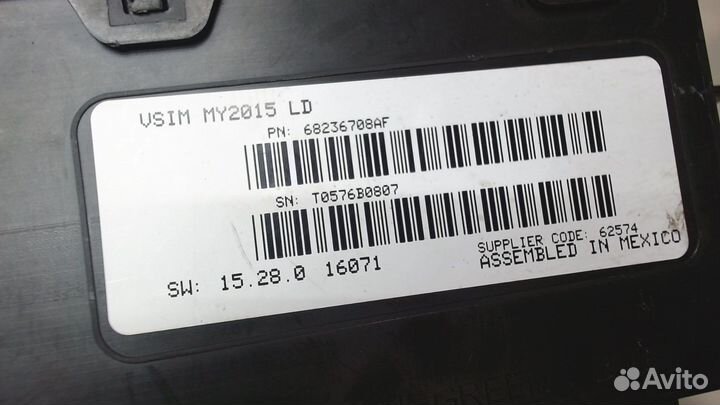 VSIM MY2015 LD
PN: 68236708AF
SN: T0576B0807
SUPPLIER CODE: 62574
SW: 15.28.0 16071
ASSEMBLED IN MEXICO
Avito